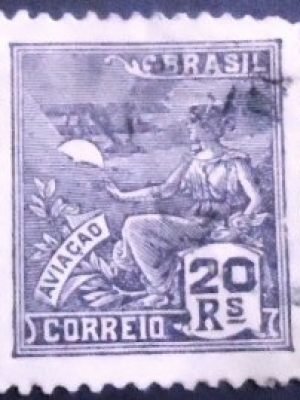 BRASIL
AVIAÇÃO
20
Rs
CORREIO